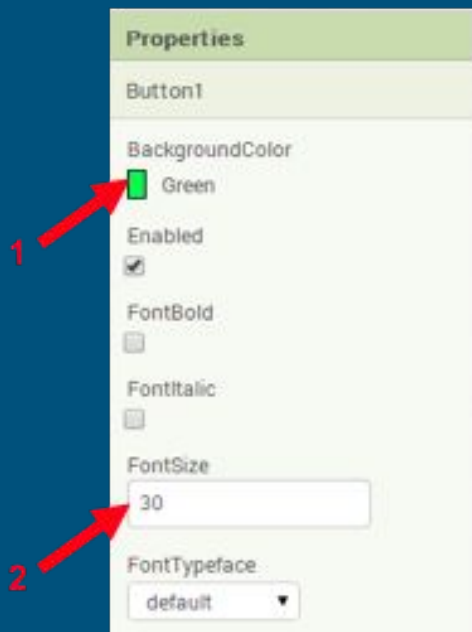 Properties
Button1
BackgroundColor
1
Green
Enabled
FontBold
FontItalic
FontSize
30
2
FontTypeface
default